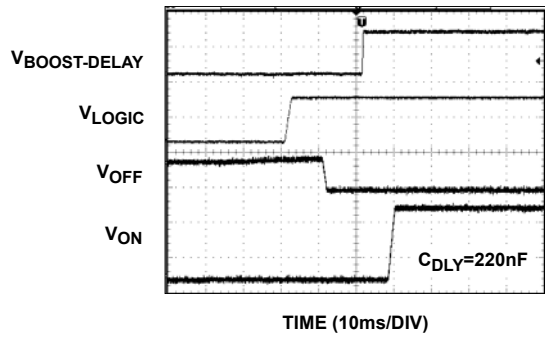 T
VBOOST-DELAY
VLOGIC
VOFF
VON
CDLY=220nF
TIME (10ms/DIV)